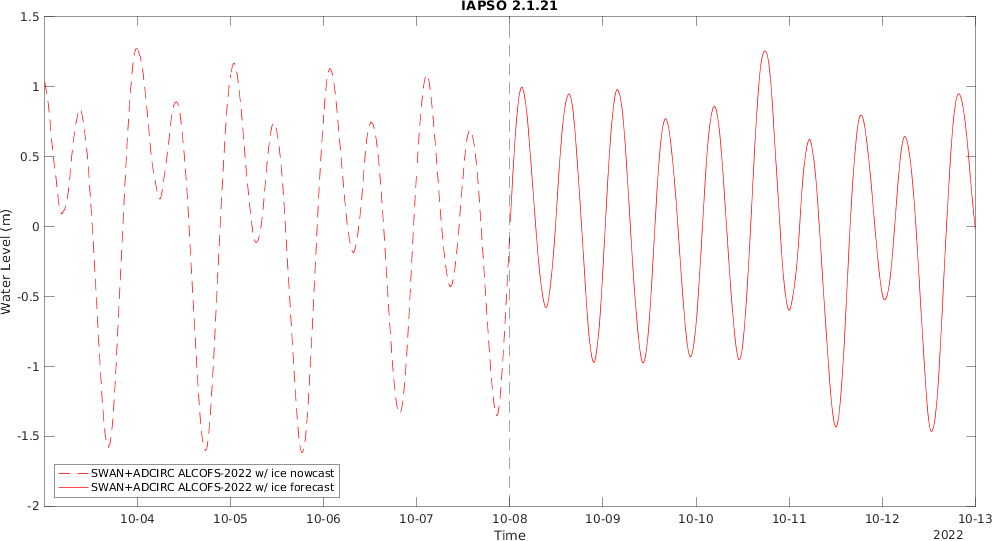 IAPSO 2.1.21
1.5
1
0.5
0
-0.5
-1
-1.5
-2
Water Level (m)
SWAN+ADCIRC ALCOFS-2022 w/ ice nowcast
SWAN+ADCIRC ALCOFS-2022 w/ ice forecast
10-04 10-05 10-06 10-07 10-08 10-09 10-10 10-11 10-12 10-13
Time
2022